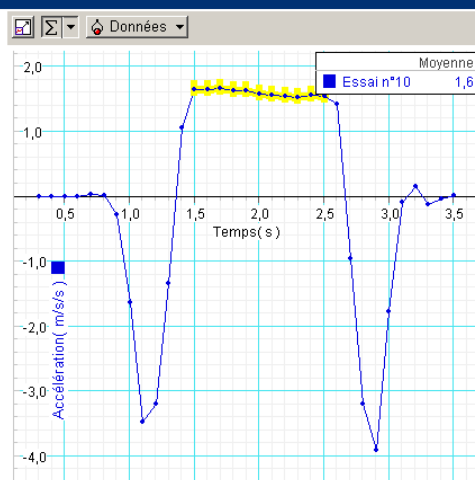 Σ Données
Moyenne
Essai n°10 1,6
2,0
1,0
0,5 1,0 1,5 2,0 2,5 3,0 3,5
Temps( s )
-1,0
-2,0
-3,0
-4,0
Accélération( m/s/s )